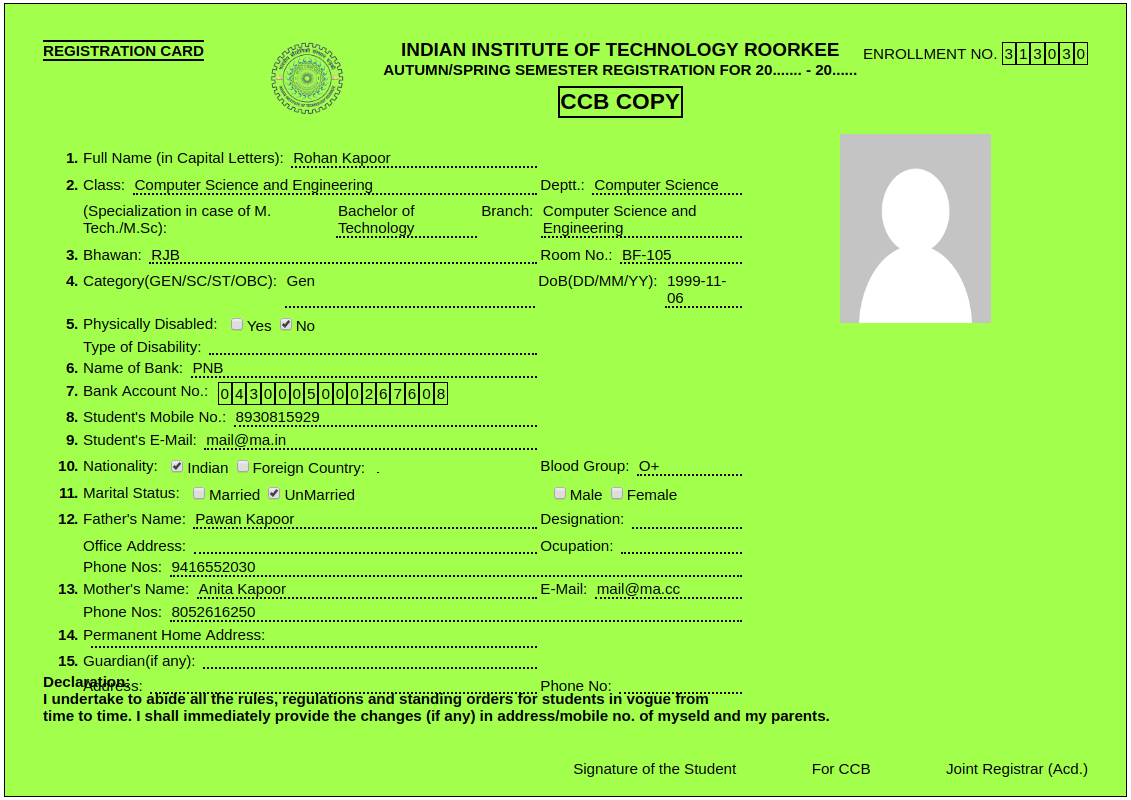 REGISTRATION CARD
INDIAN INSTITUTE OF TECHNOLOGY ROORKEE
ENROLLMENT NO. 313030
AUTUMN/SPRING SEMESTER REGISTRATION FOR 20....... - 20......
CCB COPY
1. Full Name (in Capital Letters): Rohan Kapoor
2. Class: Computer Science and Engineering Deptt.: Computer Science
(Specialization in case of M. Tech./M.Sc): Bachelor of Technology Branch: Computer Science and Engineering
3. Bhawan: RJB Room No.: BF-105
4. Category(GEN/SC/ST/OBC): Gen DoB(DD/MM/YY): 1999-11-06
5. Physically Disabled: Yes No
Type of Disability:
6. Name of Bank: PNB
7. Bank Account No.: 0430005000267608
8. Student's Mobile No.: 8930815929
9. Student's E-Mail: mail@ma.in
10. Nationality: Indian Foreign Country: . Blood Group: O+
11. Marital Status: Married UnMarried Male Female
12. Father's Name: Pawan Kapoor Designation:
Office Address: Ocupation:
Phone Nos: 9416552030
13. Mother's Name: Anita Kapoor E-Mail: mail@ma.cc
Phone Nos: 8052616250
14. Permanent Home Address:
15. Guardian(if any):
Declaration:
Address: Phone No:
I undertake to abide all the rules, regulations and standing orders for students in vogue from
time to time. I shall immediately provide the changes (if any) in address/mobile no. of myseld and my parents.
Signature of the Student For CCB Joint Registrar (Acd.)